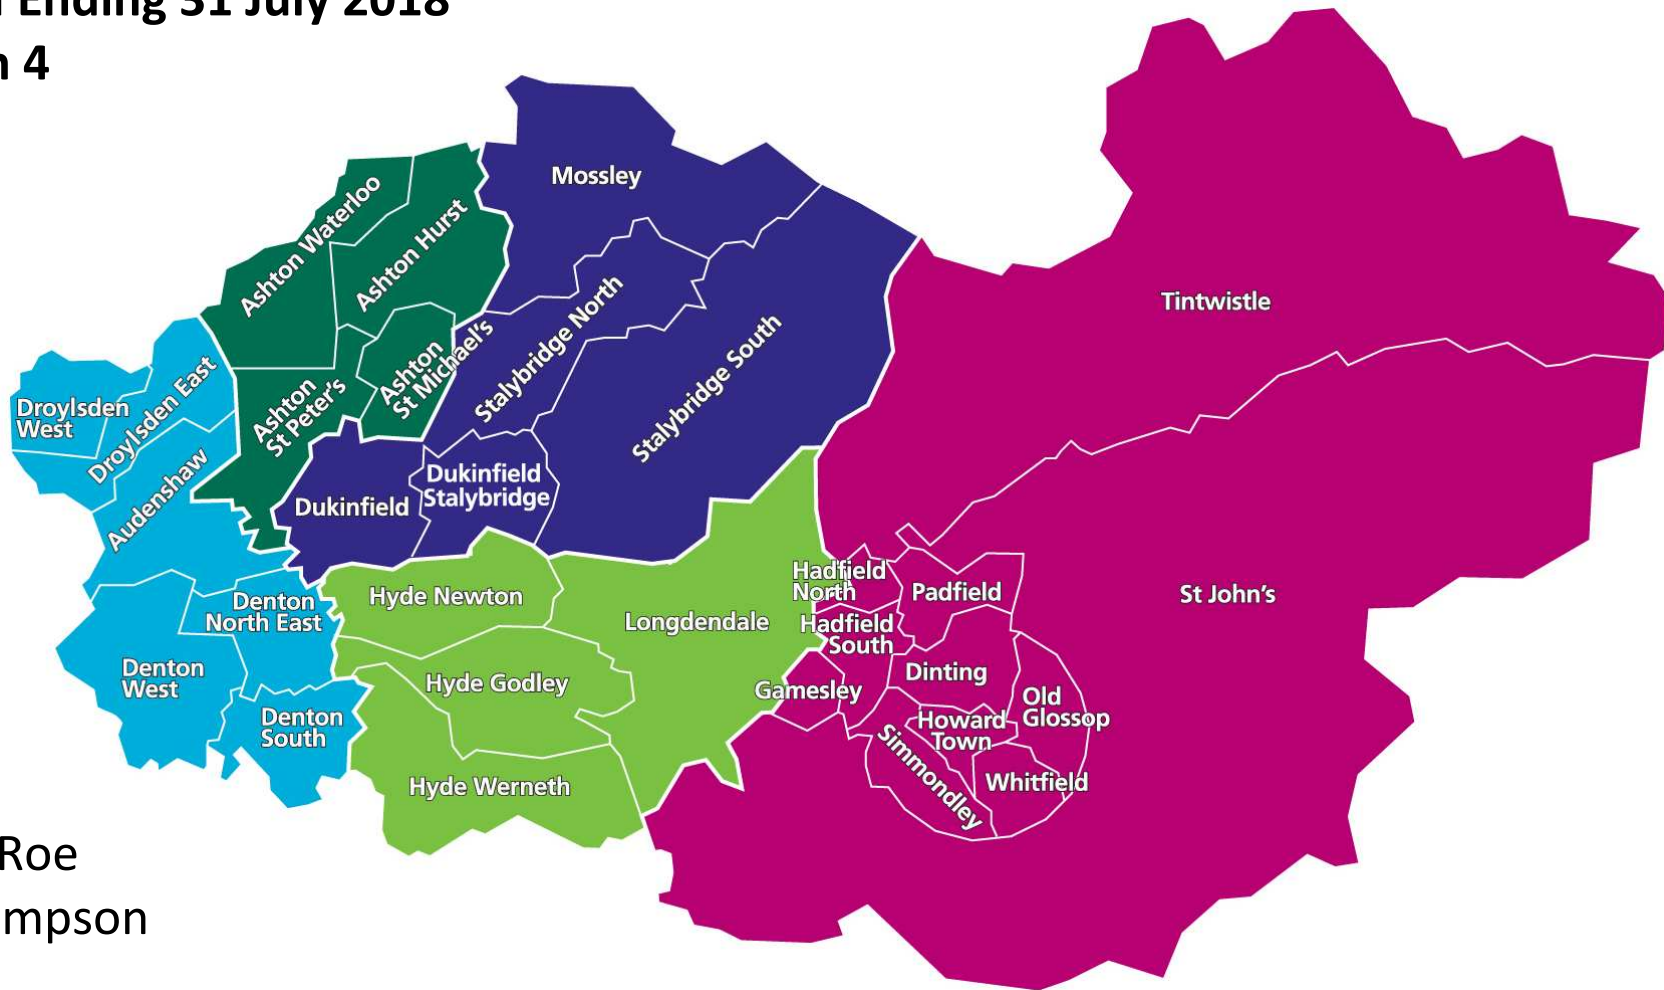 Ending 31 July 2018
4
Mossley
Ashton Waterloo
Ashton Hurst
Tintwistle
Stalybridge North
Stalybridge South
Ashton
St Michael's
Ashton
St Peter's
Droylsden
West
Droylsden East
Audenshaw
Dukinfield
Dukinfield
Stalybridge
Hadfield
North
Padfield
St John's
Hyde Newton
Longdendale
Denton
North East
Hadfield
South
Denton
West
Hyde Godley
Gamesley
Dinting
Old
Glossop
Denton
South
Howard
Town
Simmondley
Whitfield
Hyde Werneth
Roe
mpson